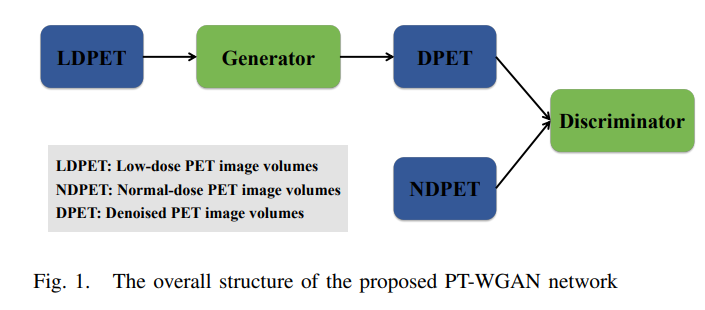 LDPET
Generator
DPET
Discriminator
NDPET
LDPET: Low-dose PET image volumes
NDPET: Normal-dose PET image volumes
DPET: Denoised PET image volumes
Fig. 1. The overall structure of the proposed PT-WGAN network